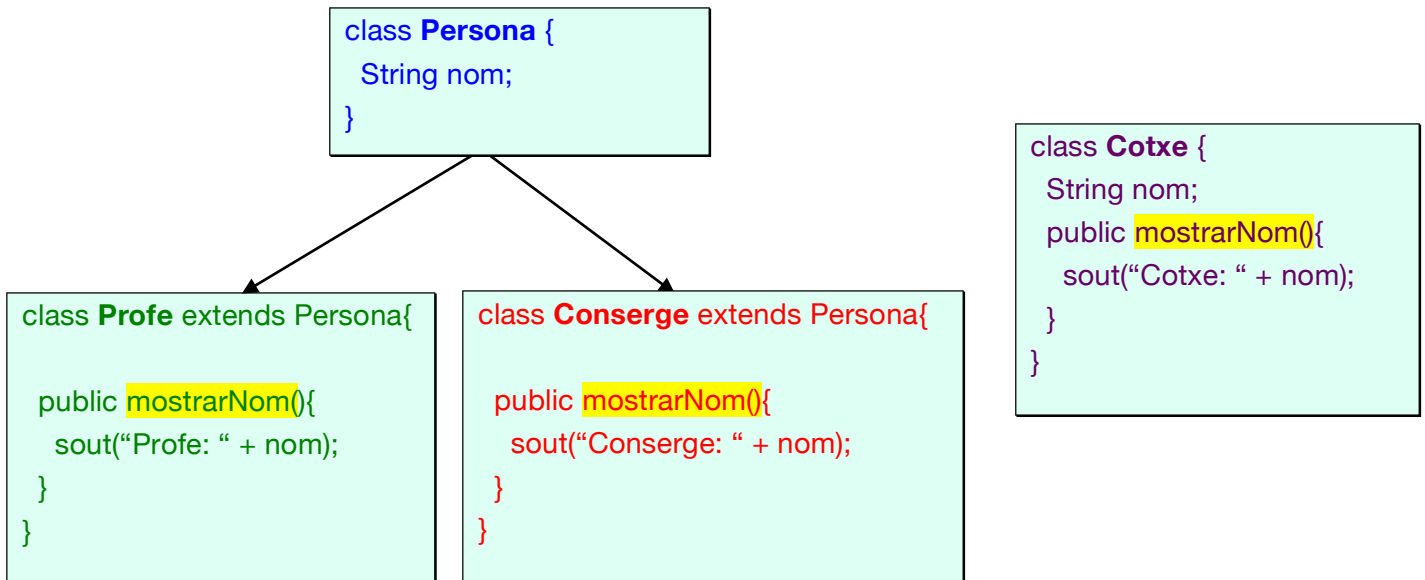 class Persona {
String nom;
}
class Cotxe {
String nom;
public mostrarNom(){
sout(“Cotxe: “ + nom);
}
}
class Profe extends Persona{
public mostrarNom(){
sout(“Profe: “ + nom);
}
}
class Conserge extends Persona{
public mostrarNom(){
sout(“Conserge: “ + nom);
}
}